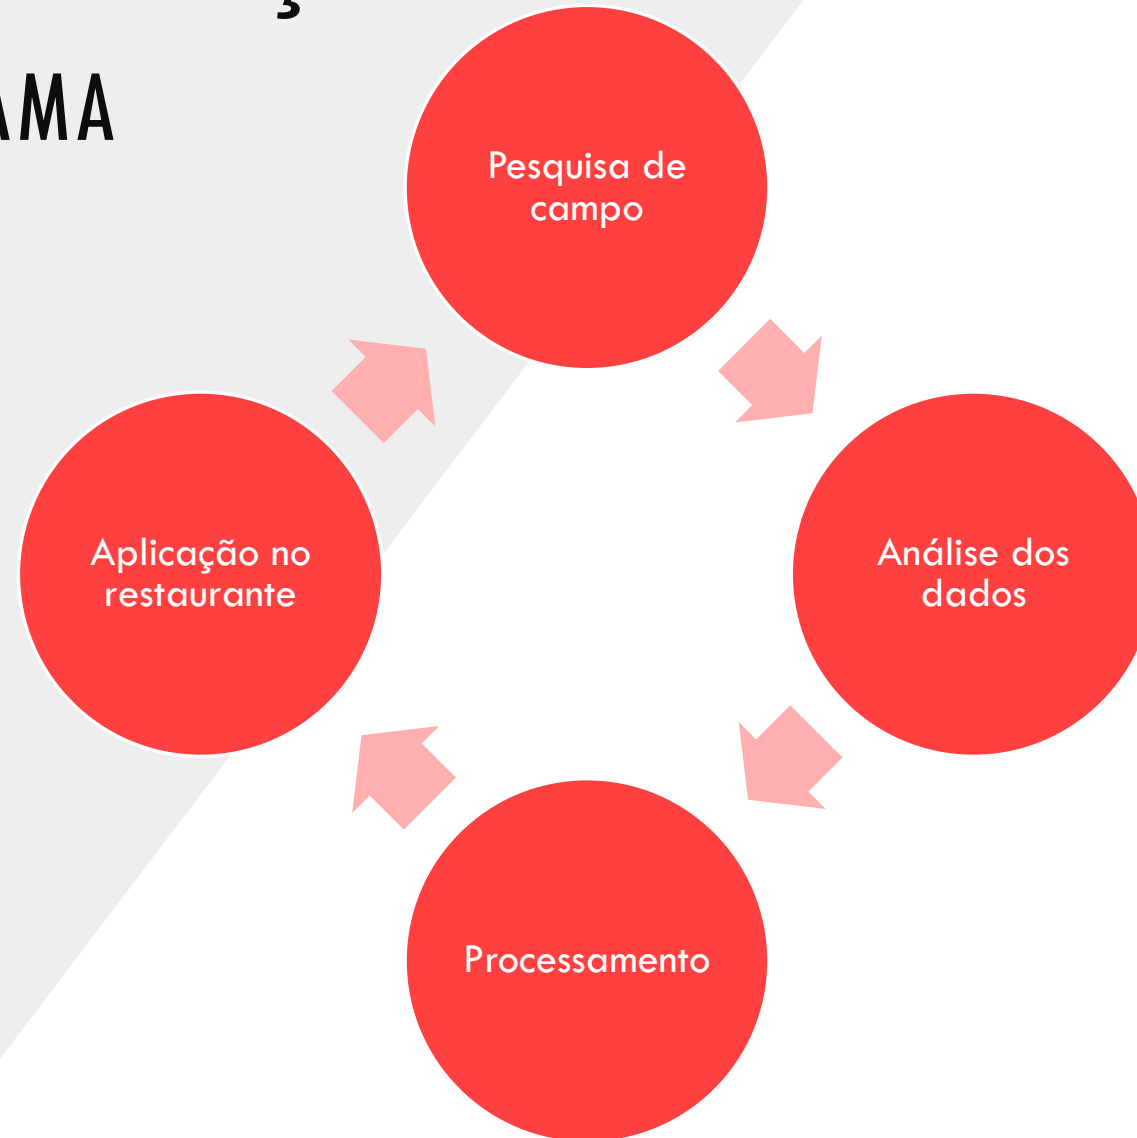 AMA
Pesquisa de
campo
Aplicação no
restaurante
Análise dos
dados
Processamento